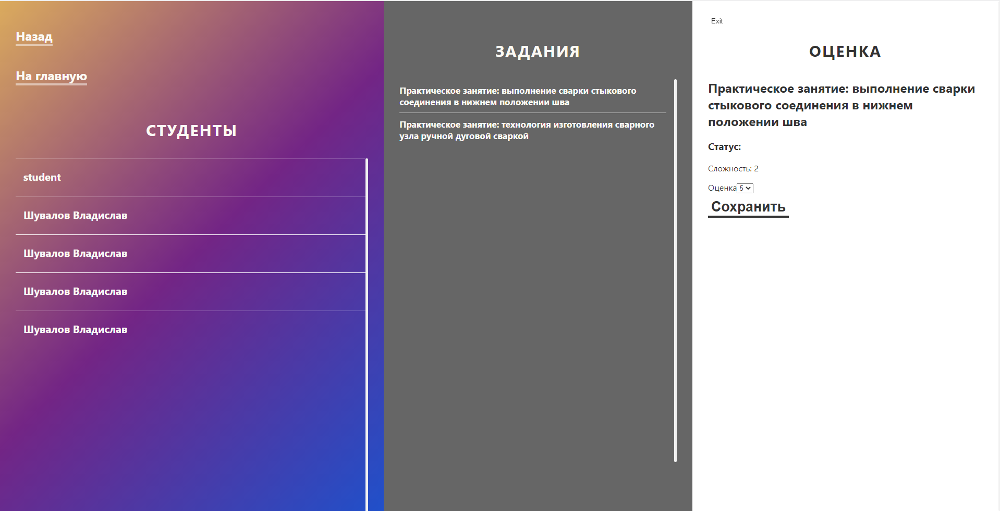 Назад
На главную
СТУДЕНТЫ
student
Шувалов Владислав
Шувалов Владислав
Шувалов Владислав
Шувалов Владислав
ЗАДАНИЯ
Практическое занятие: выполнение сварки стыкового
соединения в нижнем положении шва
Практическое занятие: технология изготовления сварного
узла ручной дуговой сваркой
Exit
ОЦЕНКА
Практическое занятие: выполнение сварки
стыкового соединения в нижнем
положении шва
Статус:
Сложность: 2
Оценка 5
Сохранить